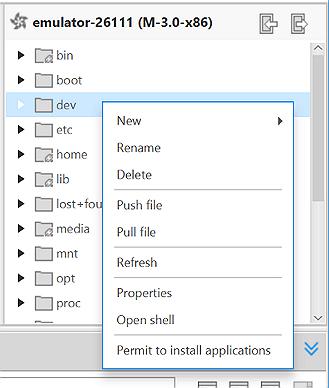 emulator-26111 (M-3.0-x86)
bin
boot
dev
etc
home
lib
lost+fou
media
mnt
opt
proc
New
Rename
Delete
Push file
Pull file
Refresh
Properties
Open shell
Permit to install applications